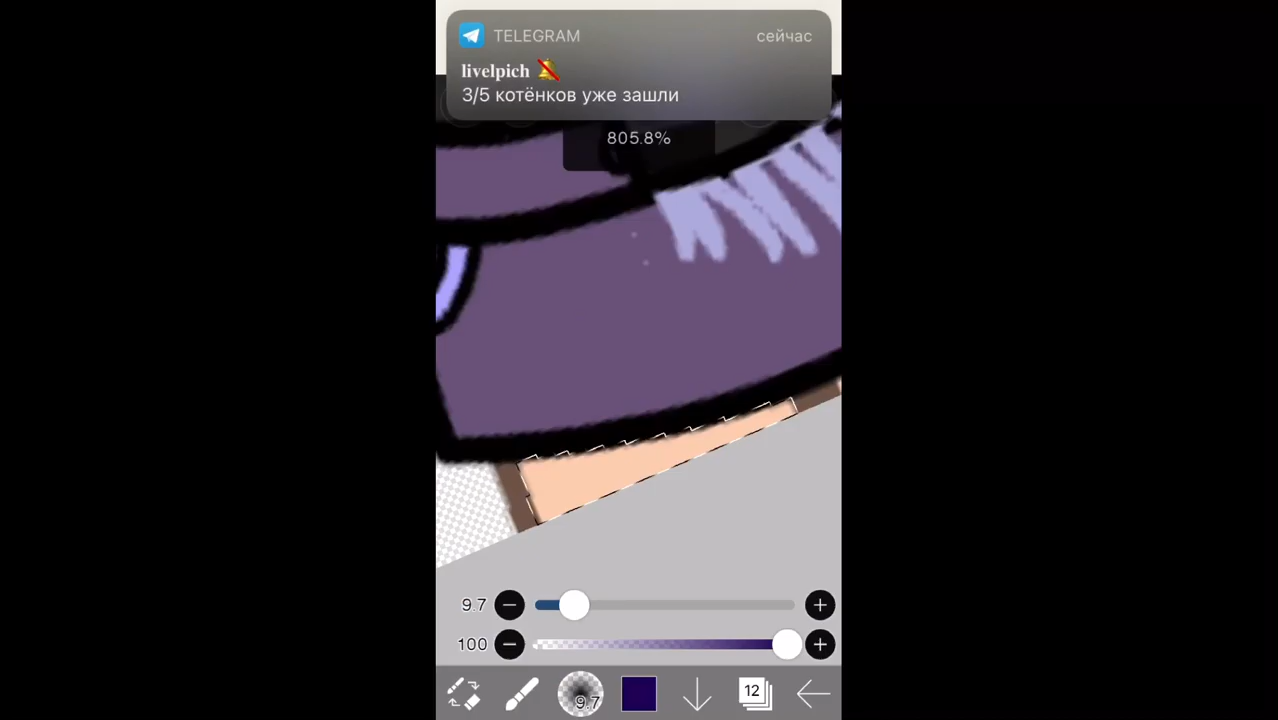 TELEGRAM
сейчас
livelpich 🔕
3/5 котёнков уже зашли
805.8%
9.7
100
9.7
12